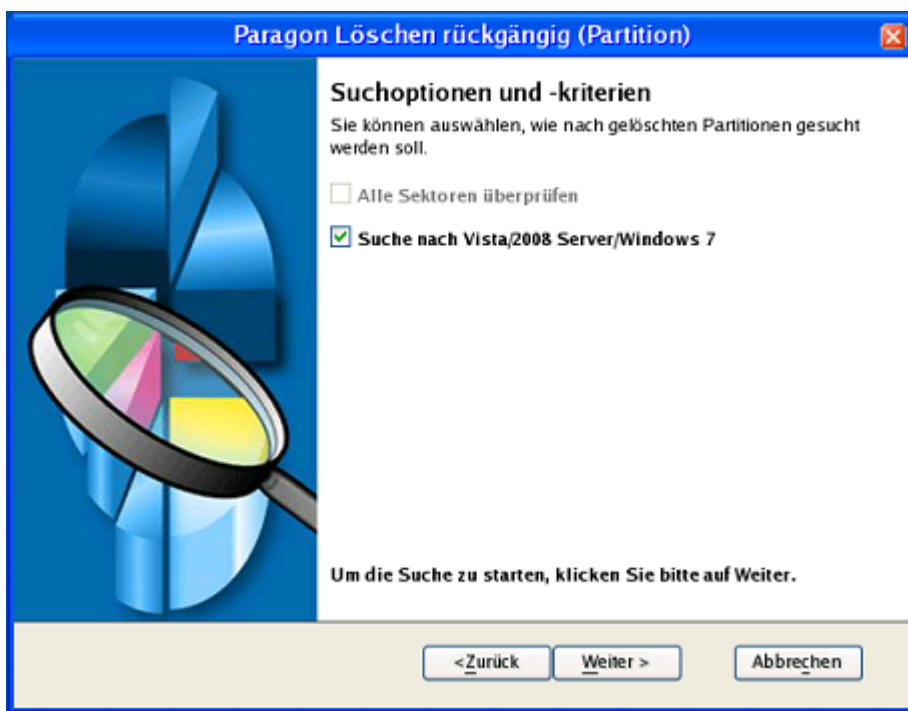 Paragon Löschen rückgängig (Partition)
Suchoptionen und -kriterien
Sie können auswählen, wie nach gelöschten Partitionen gesucht
werden soll.
Alle Sektoren überprüfen
Suche nach Vista/2008 Server/Windows 7
Um die Suche zu starten, klicken Sie bitte auf Weiter.
<Zurück
Weiter >
Abbrechen